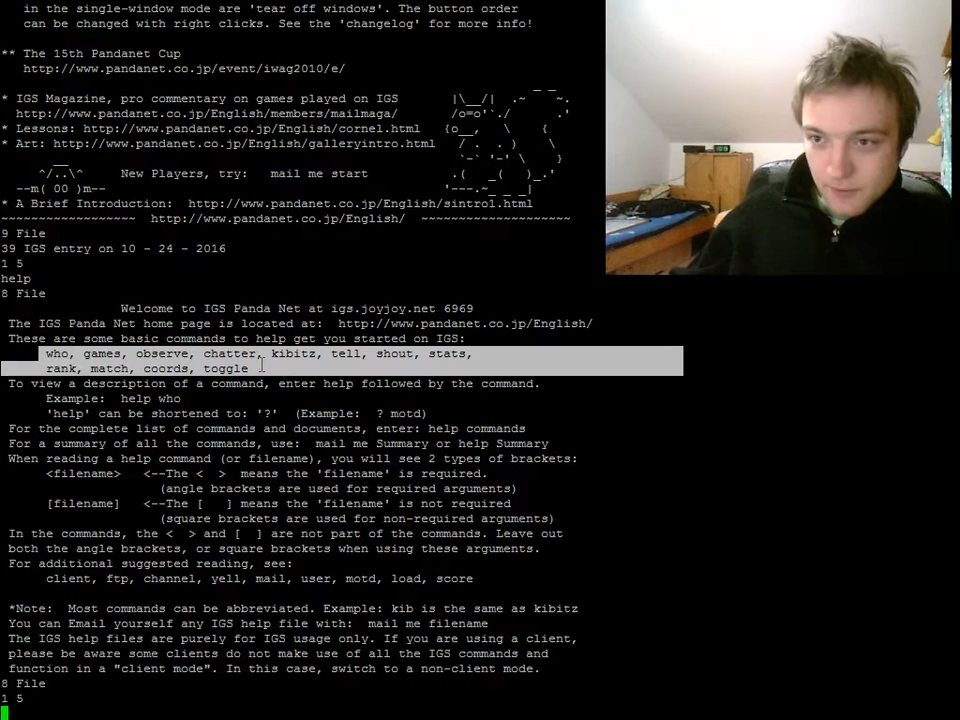 in the single-window mode are 'tear off windows'. The button order
can be changed with right clicks. See the 'changelog' for more info!
** The 15th Pandanet Cup
http://www.pandanet.co.jp/event/iwag2010/e/
* IGS Magazine, pro commentary on games played on IGS
http://www.pandanet.co.jp/English/members/mailmaga/
* Lessons: http://www.pandanet.co.jp/English/cornel.html
* Art: http://www.pandanet.co.jp/English/galleryintro.html
New Players, try: mail me start
--m( 00 )m--
* A Brief Introduction: http://www.pandanet.co.jp/English/sintro1.html
~~~~~~~~~~~~~~~~~~ http://www.pandanet.co.jp/English/ ~~~~~~~~~~~~~~~~~~~~
9 File
39 IGS entry on 10 - 24 - 2016
1 5
help
8 File
Welcome to IGS Panda Net at igs.joyjoy.net 6969
The IGS Panda Net home page is located at: http://www.pandanet.co.jp/English/
These are some basic commands to help get you started on IGS:
who, games, observe, chatter, kibitz, tell, shout, stats,
rank, match, coords, toggle
To view a description of a command, enter help followed by the command.
Example: help who
'help' can be shortened to: '?' (Example: ? motd)
For the complete list of commands and documents, enter: help commands
For a summary of all the commands, use: mail me Summary or help Summary
When reading a help command (or filename), you will see 2 types of brackets:
<filename> <--The < > means the 'filename' is required.
(angle brackets are used for required arguments)
[filename] <--The [ ] means the 'filename' is not required
(square brackets are used for non-required arguments)
In the commands, the < > and [ ] are not part of the commands. Leave out
both the angle brackets, or square brackets when using these arguments.
For additional suggested reading, see:
client, ftp, channel, yell, mail, user, motd, load, score
*Note: Most commands can be abbreviated. Example: kib is the same as kibitz
You can Email yourself any IGS help file with: mail me filename
The IGS help files are purely for IGS usage only. If you are using a client,
please be aware some clients do not make use of all the IGS commands and
function in a "client mode". In this case, switch to a non-client mode.
8 File
1 5